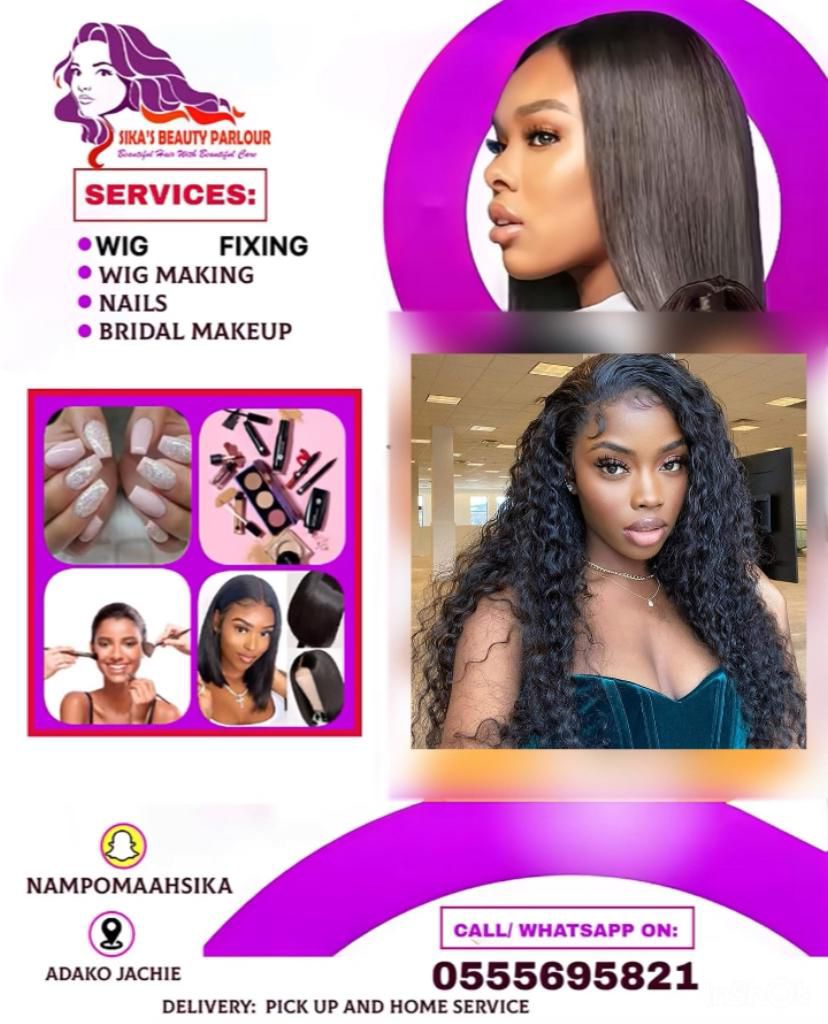 SIKA'S BEAUTY PARLOUR
Beautiful Hair With Beautiful Care
SERVICES:
WIG FIXING
WIG MAKING
NAILS
BRIDAL MAKEUP
NAMPOMAAHSIKA
ADAKO JACHIE
CALL/ WHATSAPP ON:
0555695821
DELIVERY: PICK UP AND HOME SERVICE